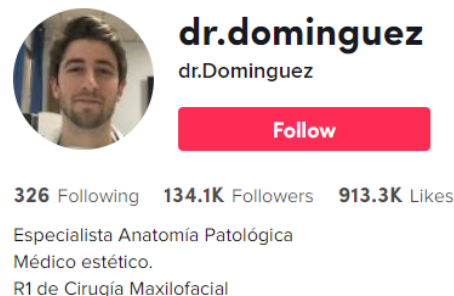 dr.dominguez
dr.Dominguez
Follow
326 Following 134.1K Followers 913.3K Likes
Especialista Anatomía Patológica
Médico estético.
R1 de Cirugía Maxilofacial